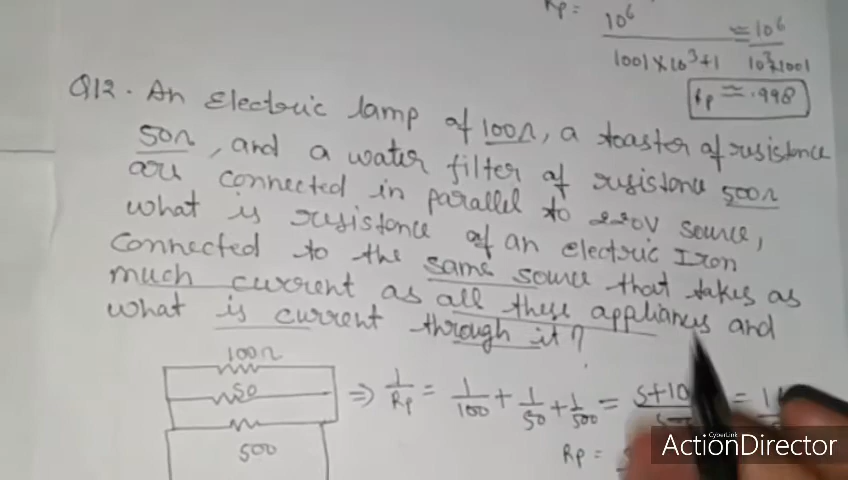 Rp = 10⁶ / 1001×10³+1 = 10⁶ / 10³×1001
Rp ≈ .998
Q12. An Electric lamp of 100Ω, a toaster of resistance
50Ω, and a water filter of resistance 500Ω
are connected in parallel to 220V source,
what is resistance of an electric Iron
connected to the same source that takes as
much current as all these appliances and
what is current through it?
100Ω
50
500
⇒ 1/Rp = 1/100 + 1/50 + 1/500 = 5+10 =
Rp =
CyberLink
ActionDirector